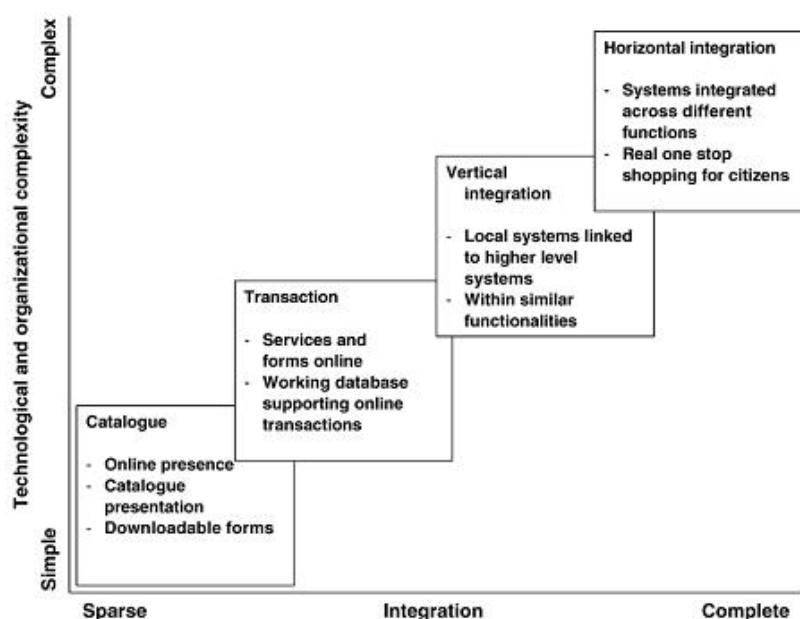 Technological and organizational complexity
Complex
Simple
Horizontal integration
- Systems integrated
across different
functions
- Real one stop
shopping for citizens
Vertical
integration
- Local systems linked
to higher level
systems
- Within similar
functionalities
Transaction
- Services and
forms online
- Working database
supporting online
transactions
Catalogue
- Online presence
- Catalogue
presentation
- Downloadable forms
Sparse
Integration
Complete